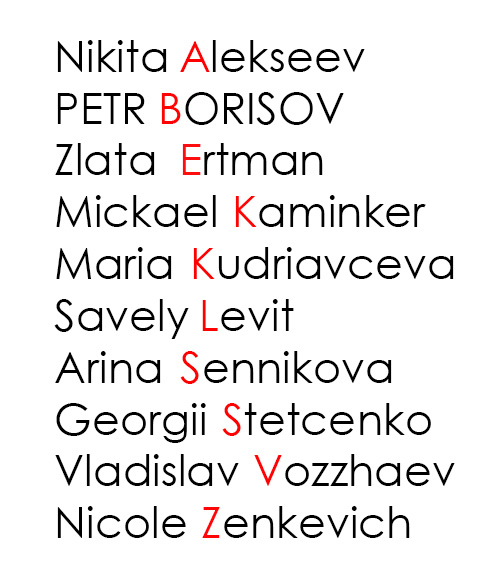 Nikita Alekseev
PETR BORISOV
Zlata Ertman
Mickael Kaminker
Maria Kudriavceva
Savely Levit
Arina Sennikova
Georgii Stetcenko
Vladislav Vozzhaev
Nicole Zenkevich